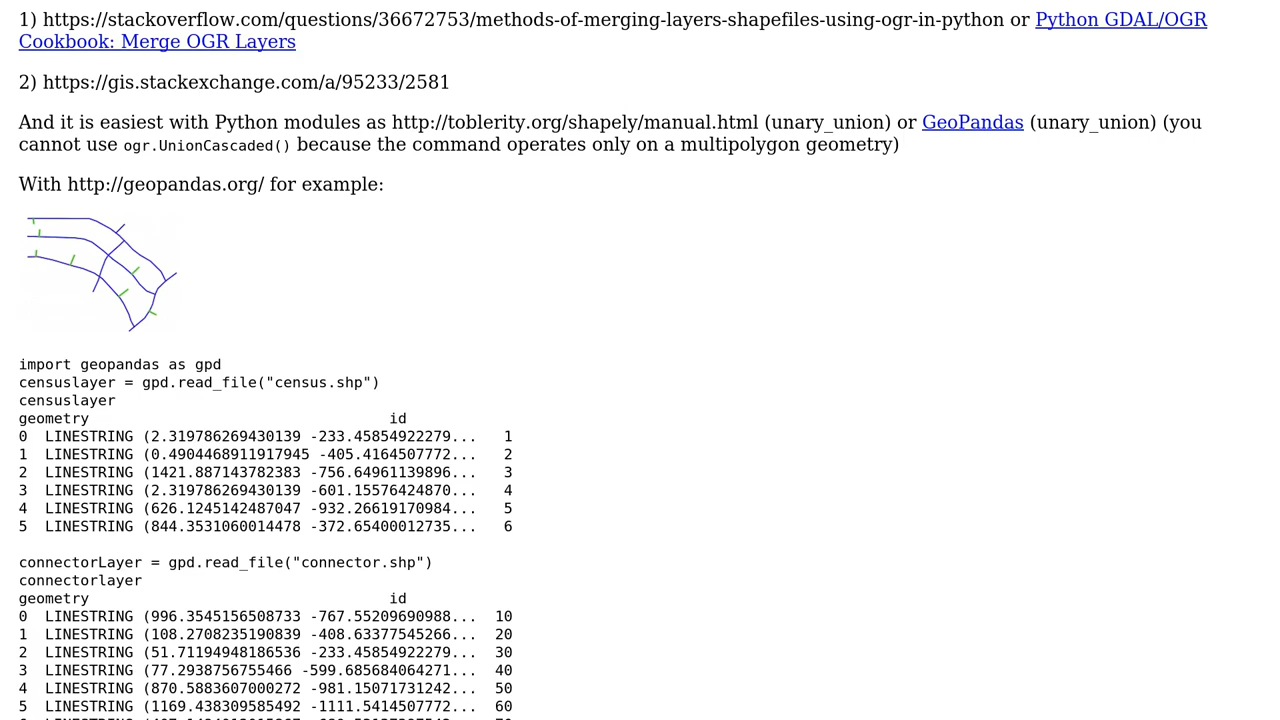 1) https://stackoverflow.com/questions/36672753/methods-of-merging-layers-shapefiles-using-ogr-in-python or Python GDAL/OGR
Cookbook: Merge OGR Layers
2) https://gis.stackexchange.com/a/95233/2581
And it is easiest with Python modules as http://toblerity.org/shapely/manual.html (unary_union) or GeoPandas (unary_union) (you
cannot use ogr.UnionCascaded() because the command operates only on a multipolygon geometry)
With http://geopandas.org/ for example:
import geopandas as gpd
censuslayer = gpd.read_file("census.shp")
censuslayer
geometry                                  id
0  LINESTRING (2.319786269430139 -233.45854922279...   1
1  LINESTRING (0.4904468911917945 -405.4164507772...   2
2  LINESTRING (1421.887143782383 -756.64961139896...   3
3  LINESTRING (2.319786269430139 -601.15576424870...   4
4  LINESTRING (626.1245142487047 -932.26619170984...   5
5  LINESTRING (844.3531060014478 -372.65400012735...   6
connectorLayer = gpd.read_file("connector.shp")
connectorlayer
geometry                                  id
0  LINESTRING (996.3545156508733 -767.55209690988...  10
1  LINESTRING (108.2708235190839 -408.63377545266...  20
2  LINESTRING (51.71194948186536 -233.45854922279...  30
3  LINESTRING (77.2938756755466 -599.685684064271...  40
4  LINESTRING (870.5883607000272 -981.15071731242...  50
5  LINESTRING (1169.438309585492 -1111.5414507772...  60